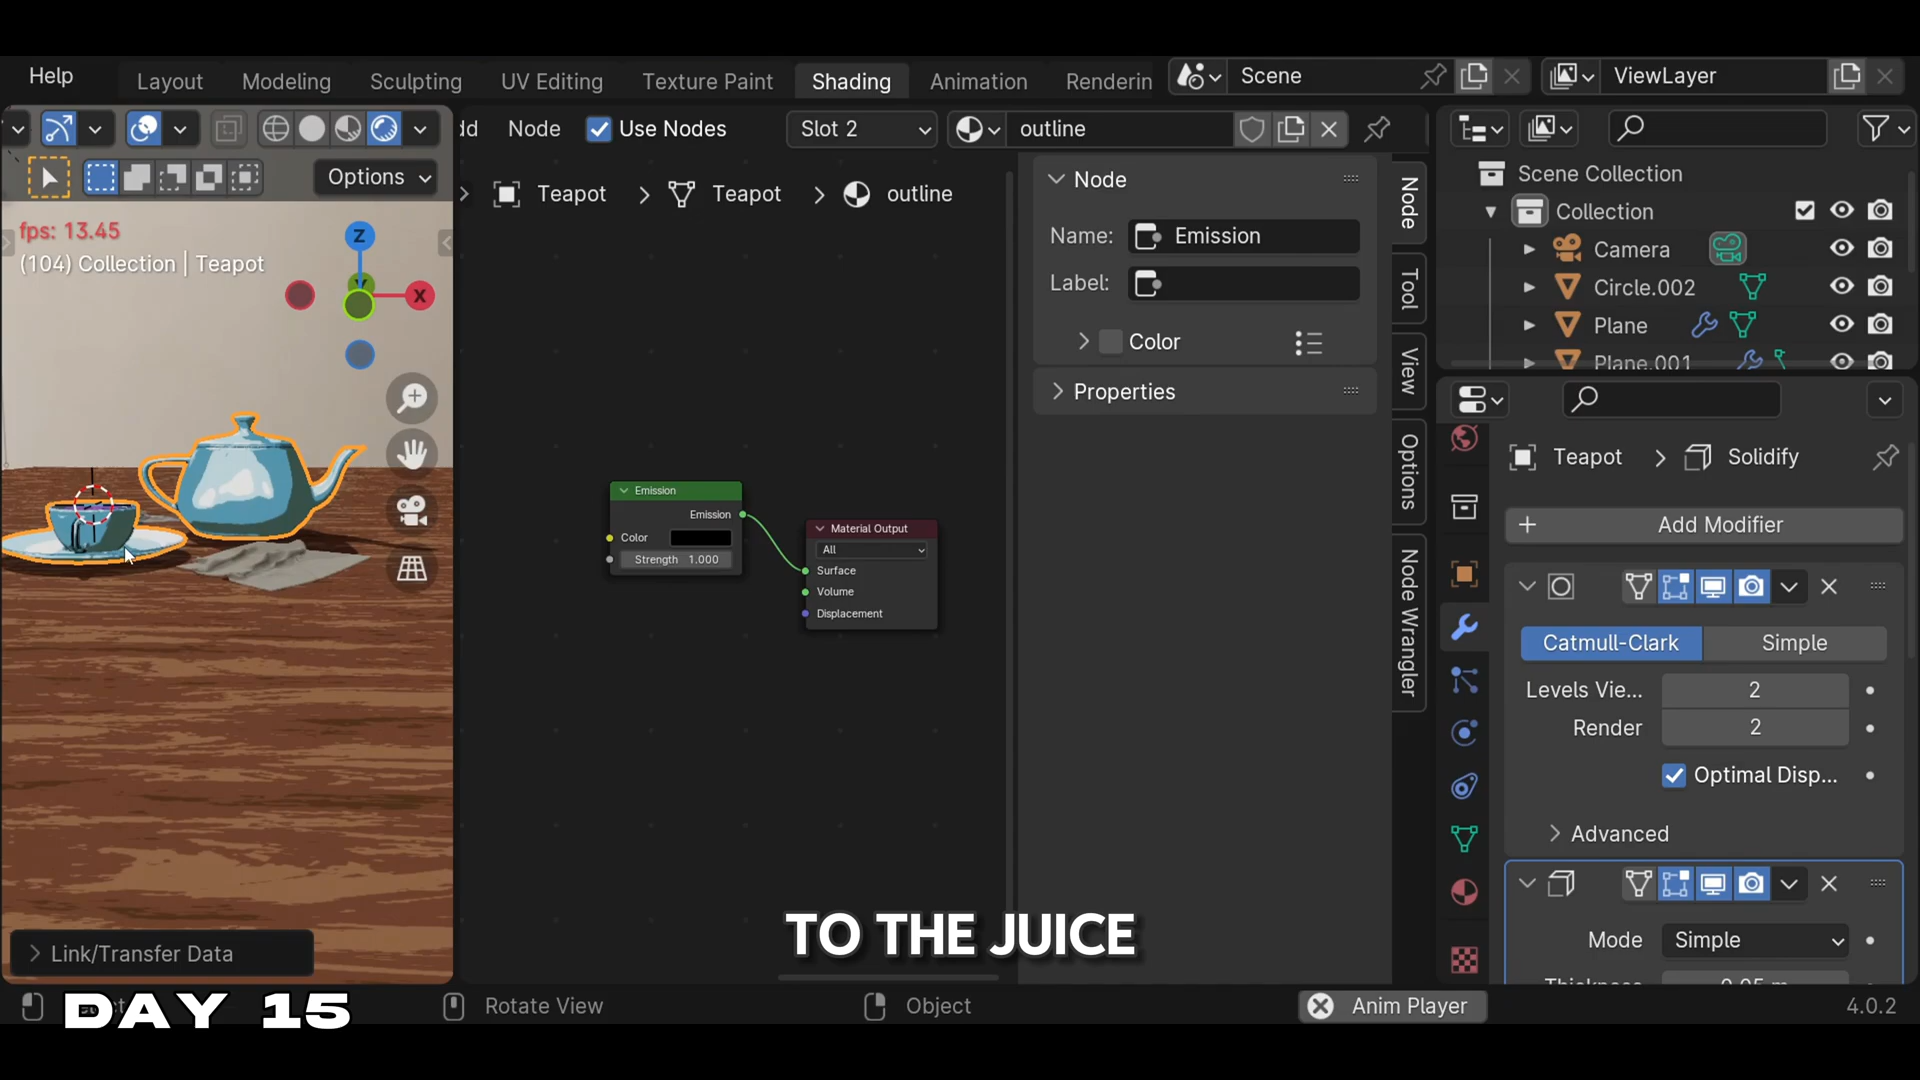 Help
Layout
Modeling
Sculpting
UV Editing
Texture Paint
Shading
Animation
Renderin
Scene
ViewLayer
dd
Node
Use Nodes
Slot 2
outline
Options
Teapot
Teapot
outline
fps: 13.45
(104) Collection | Teapot
Z
Y
X
Node
Name:
Emission
Label:
Color
Properties
Node
Tool
View
Options
Node Wrangler
Emission
Emission
Color
Strength 1.000
Material Output
All
Surface
Volume
Displacement
Scene Collection
Collection
Camera
Circle.002
Plane
Plane.001
Teapot
Solidify
Add Modifier
Catmull-Clark
Simple
Levels Vie...
2
Render
2
Optimal Disp...
Advanced
Mode
Simple
Thickness
0.05 m
TO THE JUICE
Link/Transfer Data
DAY 15
Rotate View
Object
Anim Player
4.0.2